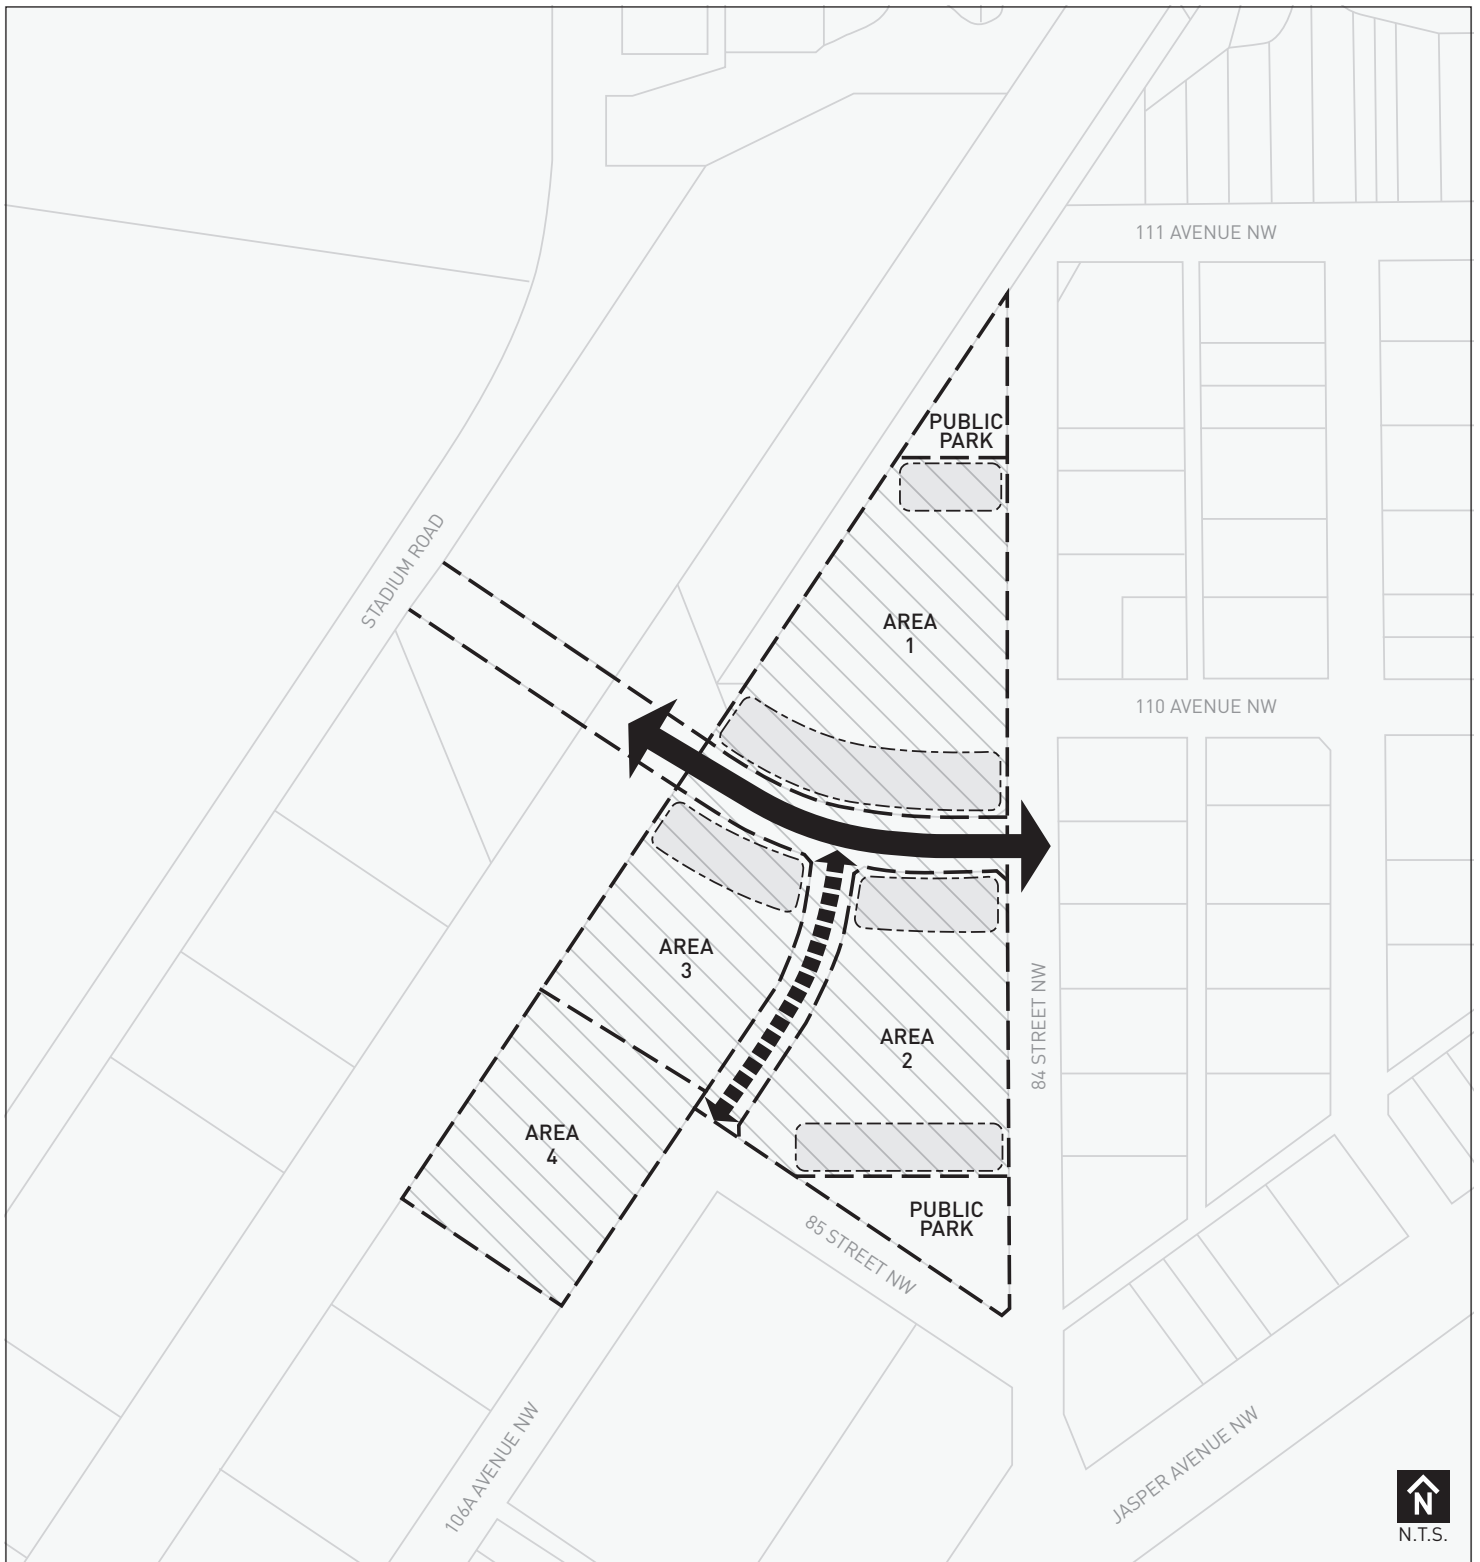 111 AVENUE NW
PUBLIC
PARK
STADIUM ROAD
AREA
1
110 AVENUE NW
AREA
3
84 STREET NW
AREA
2
AREA
4
PUBLIC
PARK
85 STREET NW
106A AVENUE NW
JASPER AVENUE NW
N
N.T.S.